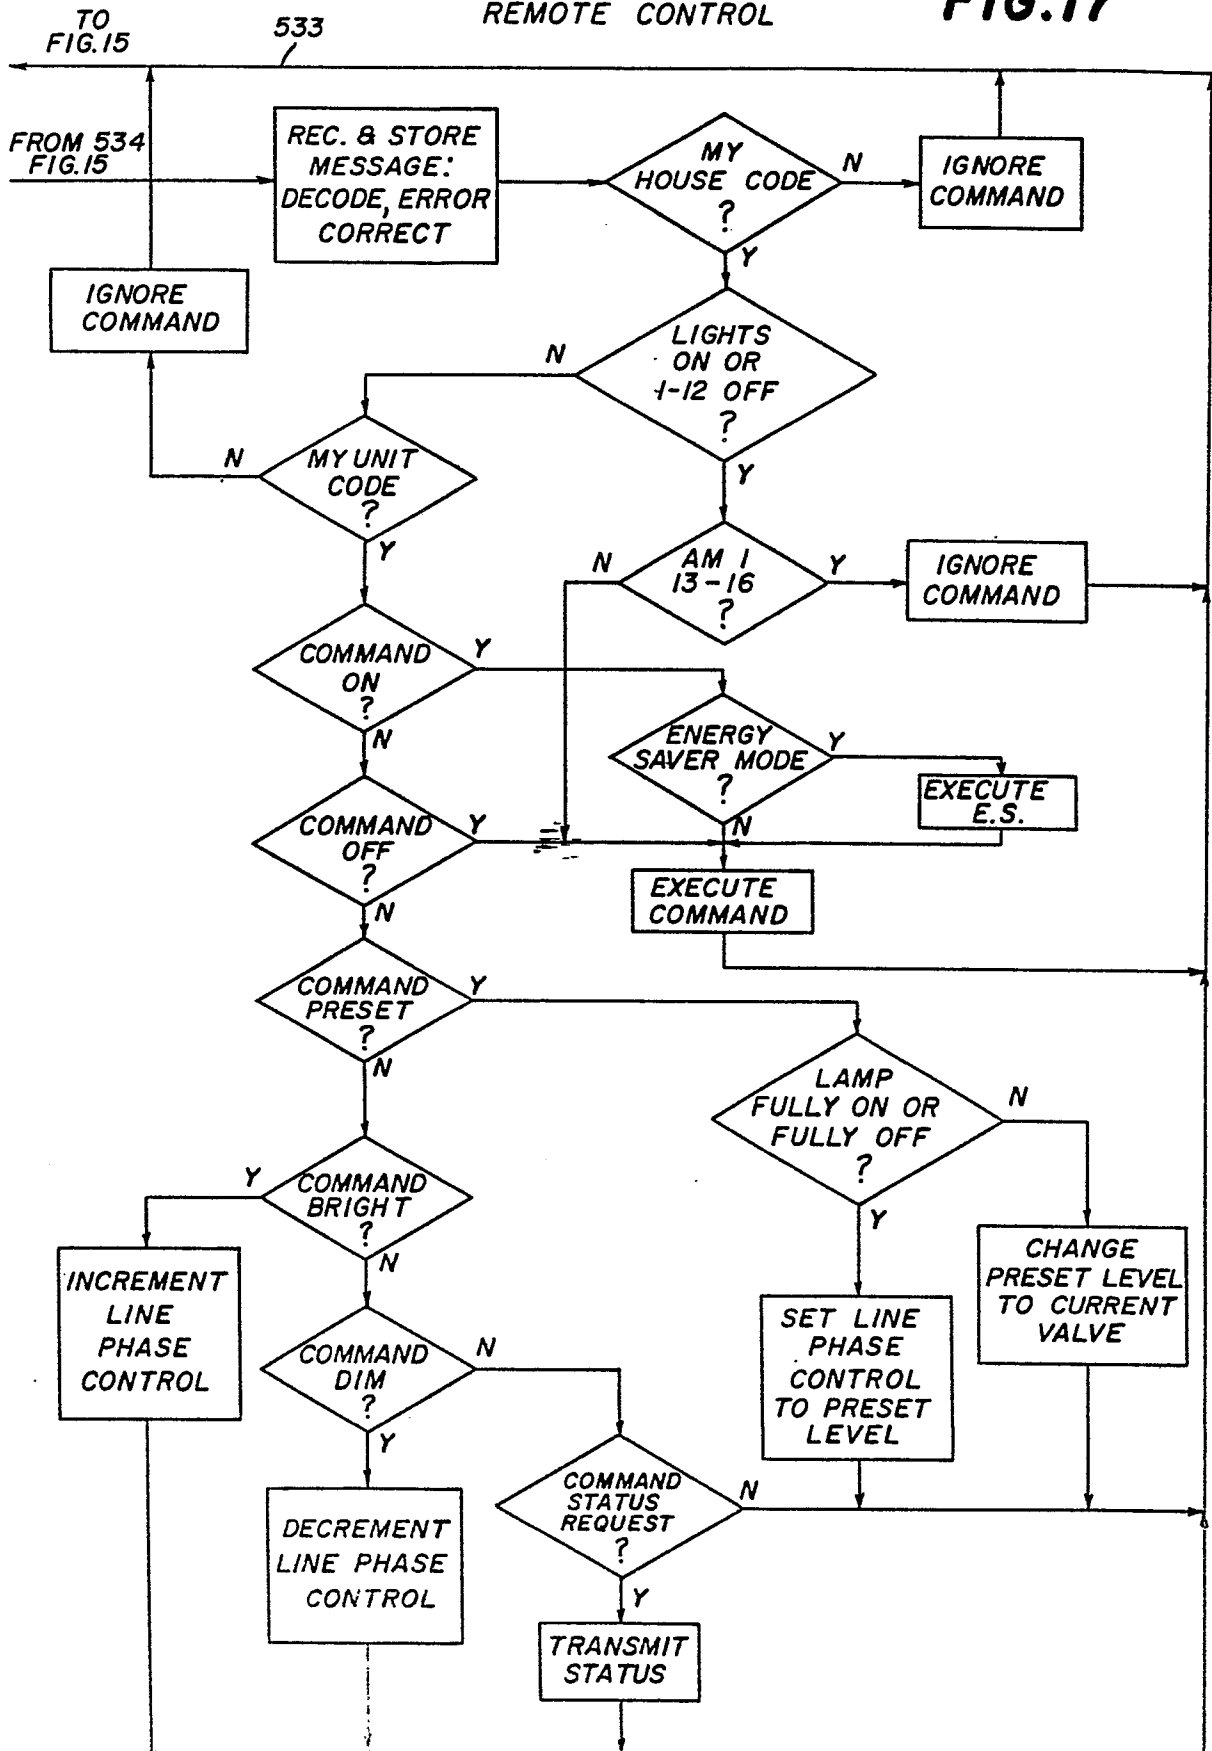 TO
FIG.15
533
REMOTE CONTROL
FIG.17
FROM 534
FIG.15
REC. & STORE
MESSAGE:
DECODE, ERROR
CORRECT
MY
HOUSE CODE
?
N
IGNORE
COMMAND
Y
IGNORE
COMMAND
LIGHTS
ON OR
1-12 OFF
?
N
Y
MY UNIT
CODE
?
N
Y
AM I
13-16
?
N
Y
IGNORE
COMMAND
COMMAND
ON
?
Y
N
ENERGY
SAVER MODE
?
Y
N
EXECUTE
E.S.
COMMAND
OFF
?
Y
N
EXECUTE
COMMAND
COMMAND
PRESET
?
Y
N
LAMP
FULLY ON OR
FULLY OFF
?
N
Y
COMMAND
BRIGHT
?
Y
N
INCREMENT
LINE
PHASE
CONTROL
CHANGE
PRESET LEVEL
TO CURRENT
VALVE
SET LINE
PHASE
CONTROL
TO PRESET
LEVEL
COMMAND
DIM
?
N
Y
COMMAND
STATUS
REQUEST
?
N
Y
DECREMENT
LINE PHASE
CONTROL
TRANSMIT
STATUS